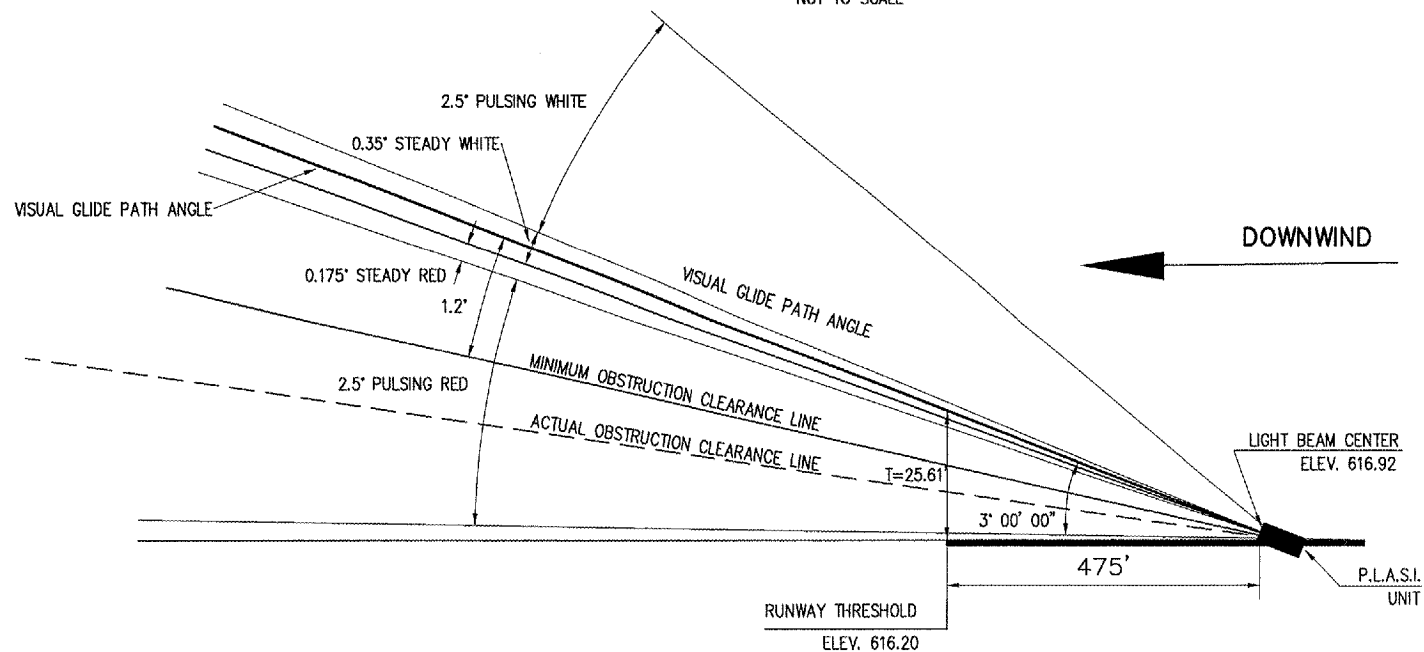 NOT TO SCALE
2.5° PULSING WHITE
0.35° STEADY WHITE
VISUAL GLIDE PATH ANGLE
DOWNWIND
0.175° STEADY RED
1.2°
VISUAL GLIDE PATH ANGLE
2.5° PULSING RED
MINIMUM OBSTRUCTION CLEARANCE LINE
ACTUAL OBSTRUCTION CLEARANCE LINE
LIGHT BEAM CENTER
ELEV. 616.92
T=25.61'
3° 00' 00"
475'
P.L.A.S.I.
UNIT
RUNWAY THRESHOLD
ELEV. 616.20